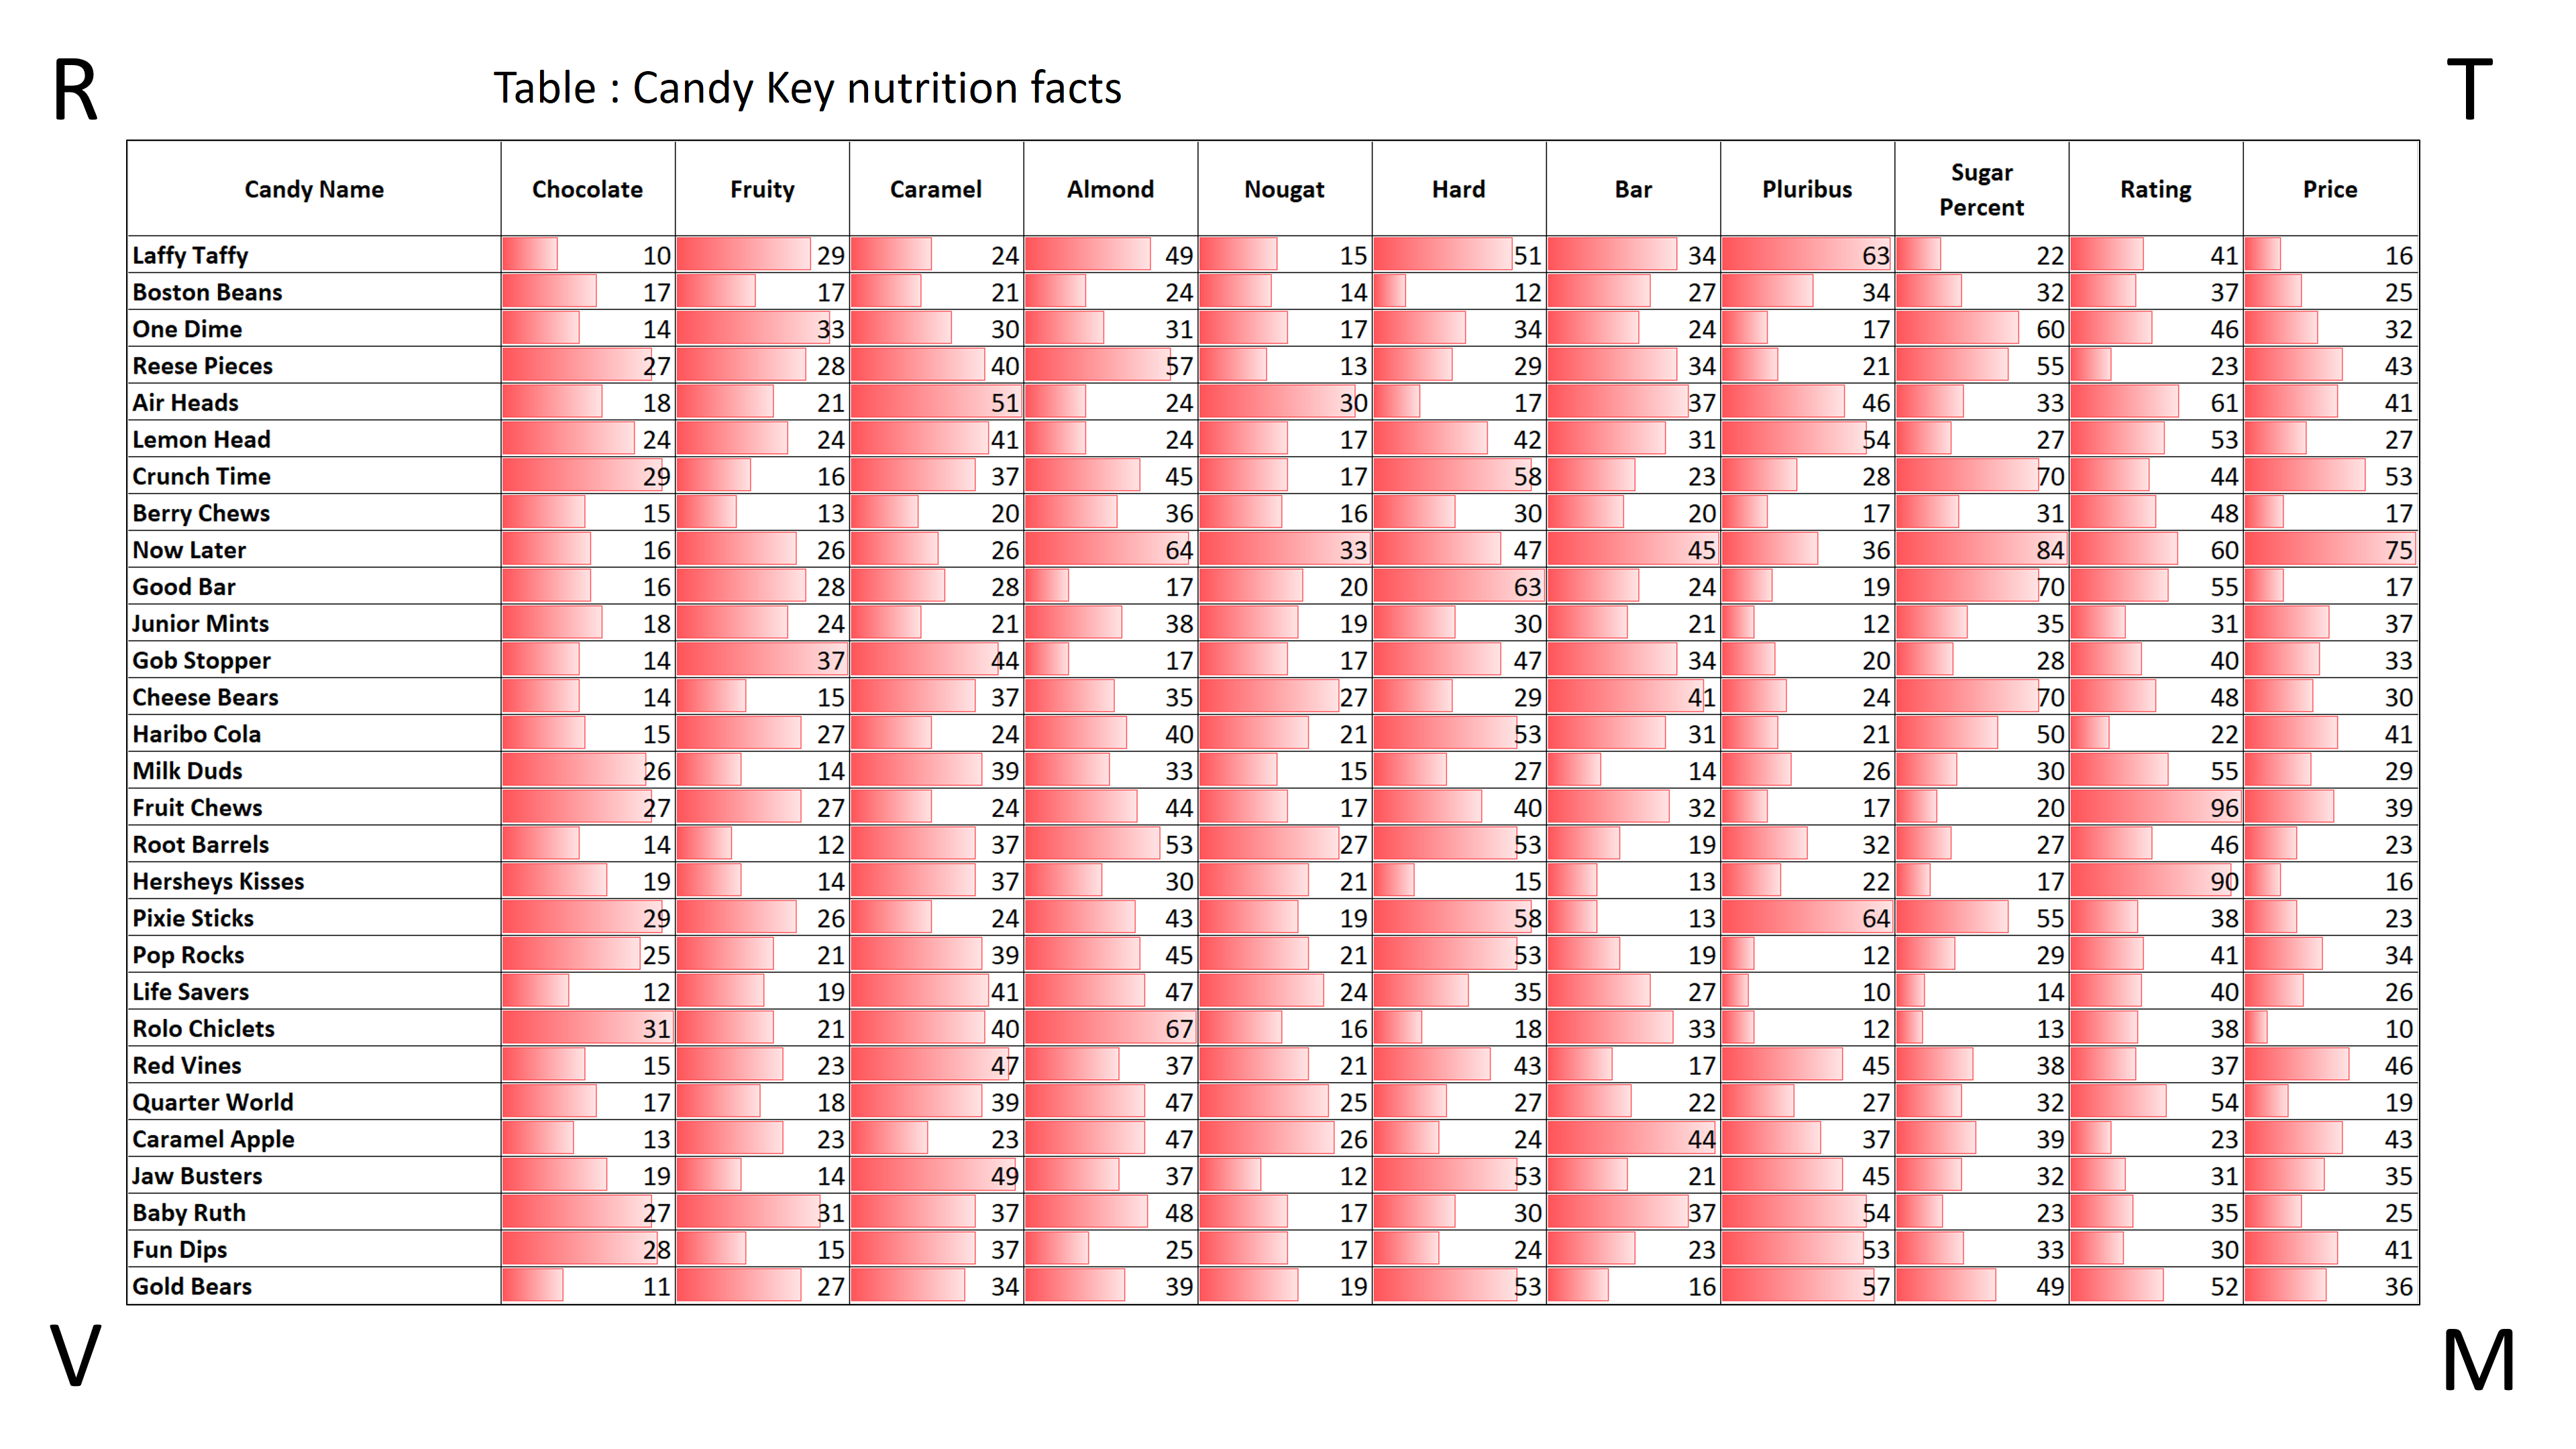 R T
Table : Candy Key nutrition facts
Candy Name Chocolate Fruity Caramel Almond Nougat Hard Bar Pluribus Sugar Percent Rating Price
Laffy Taffy 10 29 24 49 15 51 34 63 22 41 16
Boston Beans 17 17 21 24 14 12 27 34 32 37 25
One Dime 14 33 30 31 17 34 24 17 60 46 32
Reese Pieces 27 28 40 57 13 29 34 21 55 23 43
Air Heads 18 21 51 24 30 17 37 46 33 61 41
Lemon Head 24 24 41 24 17 42 31 54 27 53 27
Crunch Time 29 16 37 45 17 58 23 28 70 44 53
Berry Chews 15 13 20 36 16 30 20 17 31 48 17
Now Later 16 26 26 64 33 47 45 36 84 60 75
Good Bar 16 28 28 17 20 63 24 19 70 55 17
Junior Mints 18 24 21 38 19 30 21 12 35 31 37
Gob Stopper 14 37 44 17 17 47 34 20 28 40 33
Cheese Bears 14 15 37 35 27 29 41 24 70 48 30
Haribo Cola 15 27 24 40 21 53 31 21 50 22 41
Milk Duds 26 14 39 33 15 27 14 26 30 55 29
Fruit Chews 27 27 24 44 17 40 32 17 20 96 39
Root Barrels 14 12 37 53 27 53 19 32 27 46 23
Hersheys Kisses 19 14 37 30 21 15 13 22 17 90 16
Pixie Sticks 29 26 24 43 19 58 13 64 55 38 23
Pop Rocks 25 21 39 45 21 53 19 12 29 41 34
Life Savers 12 19 41 47 24 35 27 10 14 40 26
Rolo Chiclets 31 21 40 67 16 18 33 12 13 38 10
Red Vines 15 23 47 37 21 43 17 45 38 37 46
Quarter World 17 18 39 47 25 27 22 27 32 54 19
Caramel Apple 13 23 23 47 26 24 44 37 39 23 43
Jaw Busters 19 14 49 37 12 53 21 45 32 31 35
Baby Ruth 27 31 37 48 17 30 37 54 23 35 25
Fun Dips 28 15 37 25 17 24 23 53 33 30 41
Gold Bears 11 27 34 39 19 53 16 57 49 52 36
V M